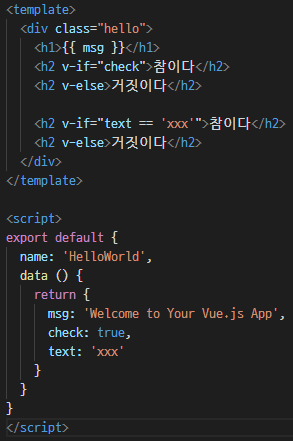 <template>
  <div class="hello">
    <h1>{{ msg }}</h1>
    <h2 v-if="check">참이다</h2>
    <h2 v-else>거짓이다</h2>

    <h2 v-if="text == 'xxx'">참이다</h2>
    <h2 v-else>거짓이다</h2>
  </div>
</template>

<script>
export default {
  name: 'HelloWorld',
  data () {
    return {
      msg: 'Welcome to Your Vue.js App',
      check: true,
      text: 'xxx'
    }
  }
}
</script>